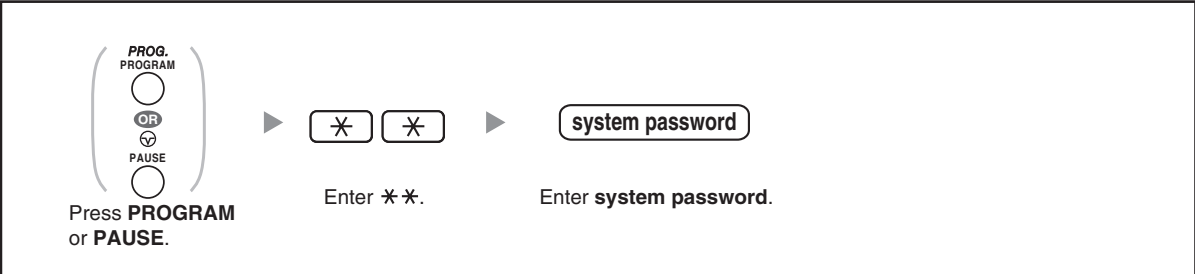 PROG.
PROGRAM
OR
PAUSE
Press PROGRAM
or PAUSE.
✳ ✳
Enter ✳✳.
system password
Enter system password.